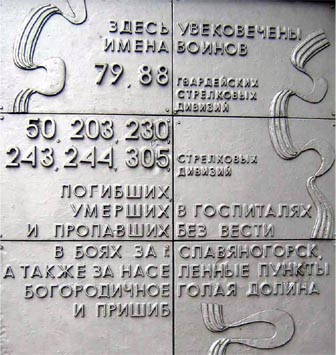 ЗДЕСЬ УВЕКОВЕЧЕНЫ
ИМЕНА ВОИНОВ
79, 88 ГВАРДЕЙСКИХ
СТРЕЛКОВЫХ
ДИВИЗИЙ
50, 203, 230
243, 244, 305 СТРЕЛКОВЫХ
ДИВИЗИЙ
ПОГИБШИХ,
УМЕРШИХ В ГОСПИТАЛЯХ
И ПРОПАВШИХ БЕЗ ВЕСТИ
В БОЯХ ЗА г. СЛАВЯНОГОРСК,
А ТАКЖЕ ЗА НАСЕЛЕННЫЕ ПУНКТЫ
БОГОРОДИЧНОЕ ГОЛАЯ ДОЛИНА
И ПРИШИБ